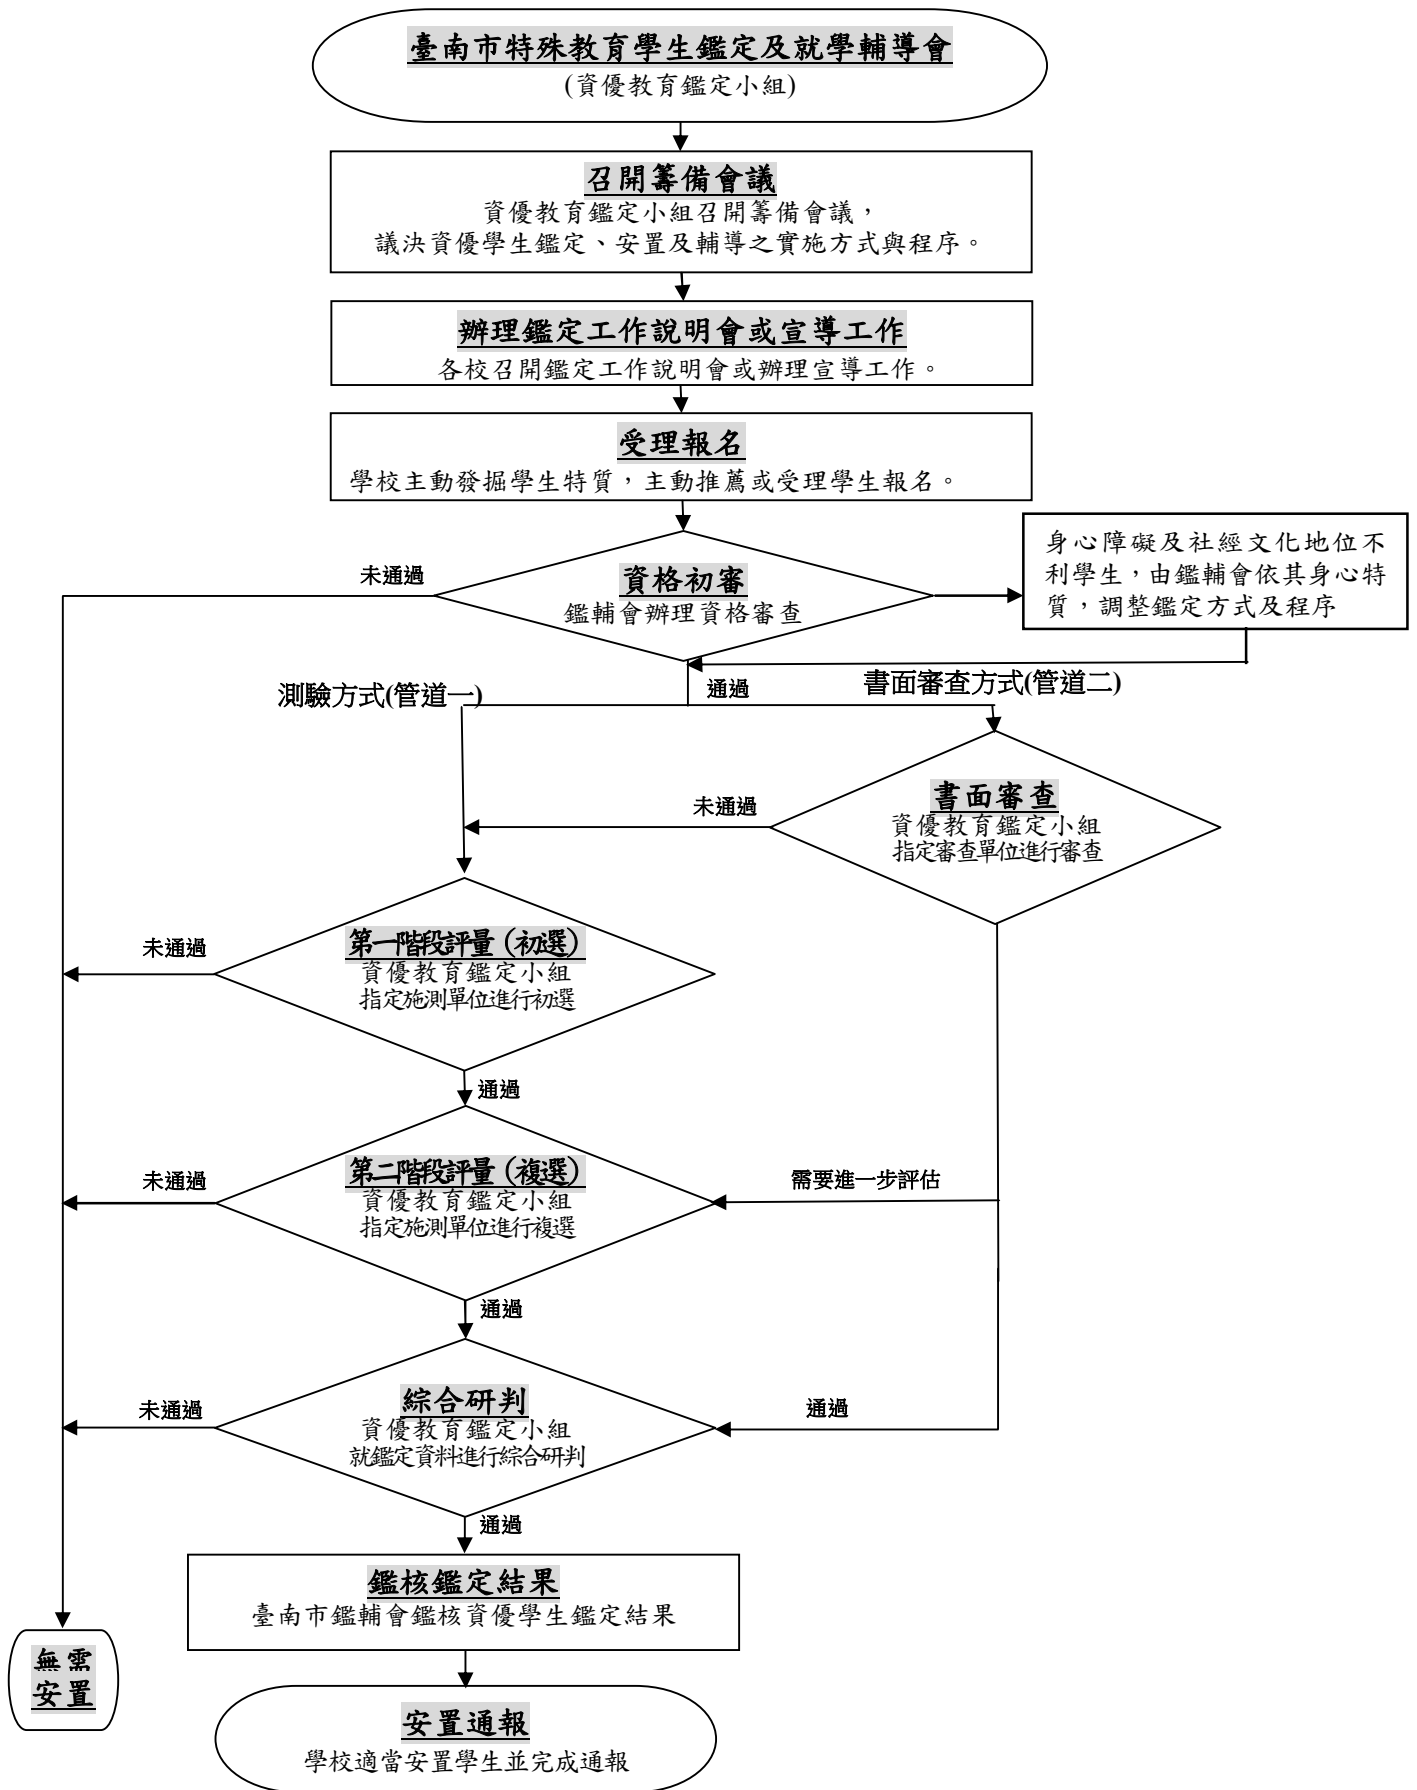 臺南市特殊教育學生鑑定及就學輔導會
(資優教育鑑定小組)
召開籌備會議
資優教育鑑定小組召開籌備會議，
議決資優學生鑑定、安置及輔導之實施方式與程序。
辦理鑑定工作說明會或宣導工作
各校召開鑑定工作說明會或辦理宣導工作。
受理報名
學校主動發掘學生特質，主動推薦或受理學生報名。
資格初審
鑑輔會辦理資格審查
未通過
身心障礙及社經文化地位不
利學生，由鑑輔會依其身心特
質，調整鑑定方式及程序
通過
測驗方式(管道一)
書面審查方式(管道二)
書面審查
資優教育鑑定小組
指定審查單位進行審查
未通過
第一階段評量（初選）
資優教育鑑定小組
指定施測單位進行初選
未通過
通過
第二階段評量（複選）
資優教育鑑定小組
指定施測單位進行複選
未通過
需要進一步評估
通過
綜合研判
資優教育鑑定小組
就鑑定資料進行綜合研判
未通過
通過
通過
鑑核鑑定結果
臺南市鑑輔會鑑核資優學生鑑定結果
無需
安置
安置通報
學校適當安置學生並完成通報